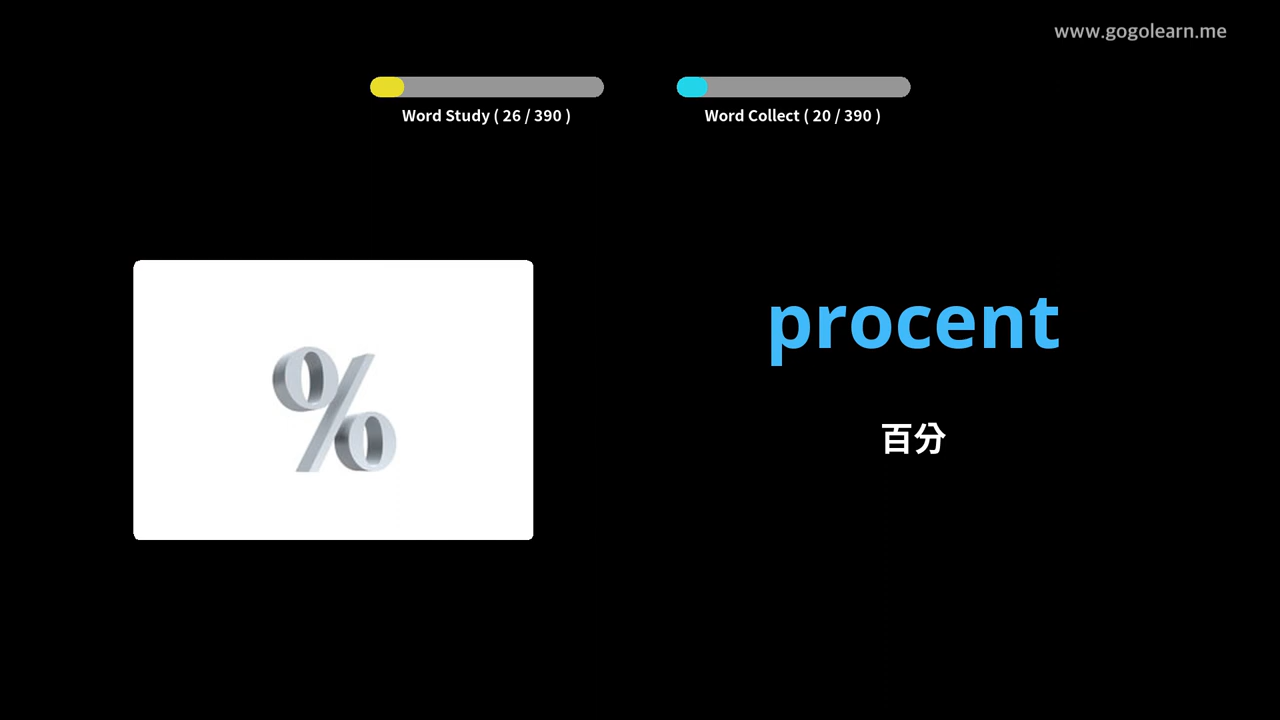 www.gogolearn.me
Word Study ( 26 / 390 )
Word Collect ( 20 / 390 )
%
procent
百分